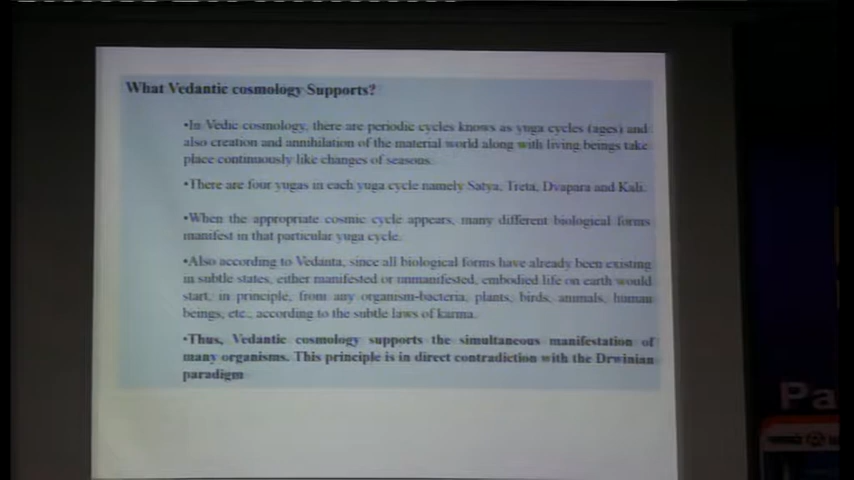 What Vedantic cosmology Supports?
•In Vedic cosmology, there are periodic cycles knows as yuga cycles (ages) and
also creation and annihilation of the material world along with living beings take
place continuously like changes of seasons.
•There are four yugas in each yuga cycle namely Satya, Treta, Dvapara and Kali.
•When the appropriate cosmic cycle appears, many different biological forms
manifest in that particular yuga cycle.
•Also according to Vedanta, since all biological forms have already been existing
in subtle states, either manifested or unmanifested, embodied life on earth would
start, in principle, from any organism-bacteria, plants, birds, animals, human
beings, etc., according to the subtle laws of karma.
•Thus, Vedantic cosmology supports the simultaneous manifestation of
many organisms. This principle is in direct contradiction with the Drwinian
paradigm
Pa